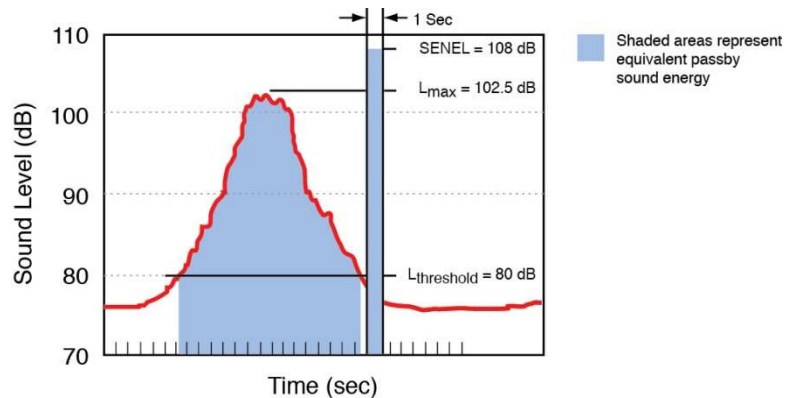 1 Sec
110
SENEL = 108 dB
Shaded areas represent
equivalent passby
sound energy
Lmax = 102.5 dB
100
Sound Level (dB)
90
80
Lthreshold = 80 dB
70
Time (sec)